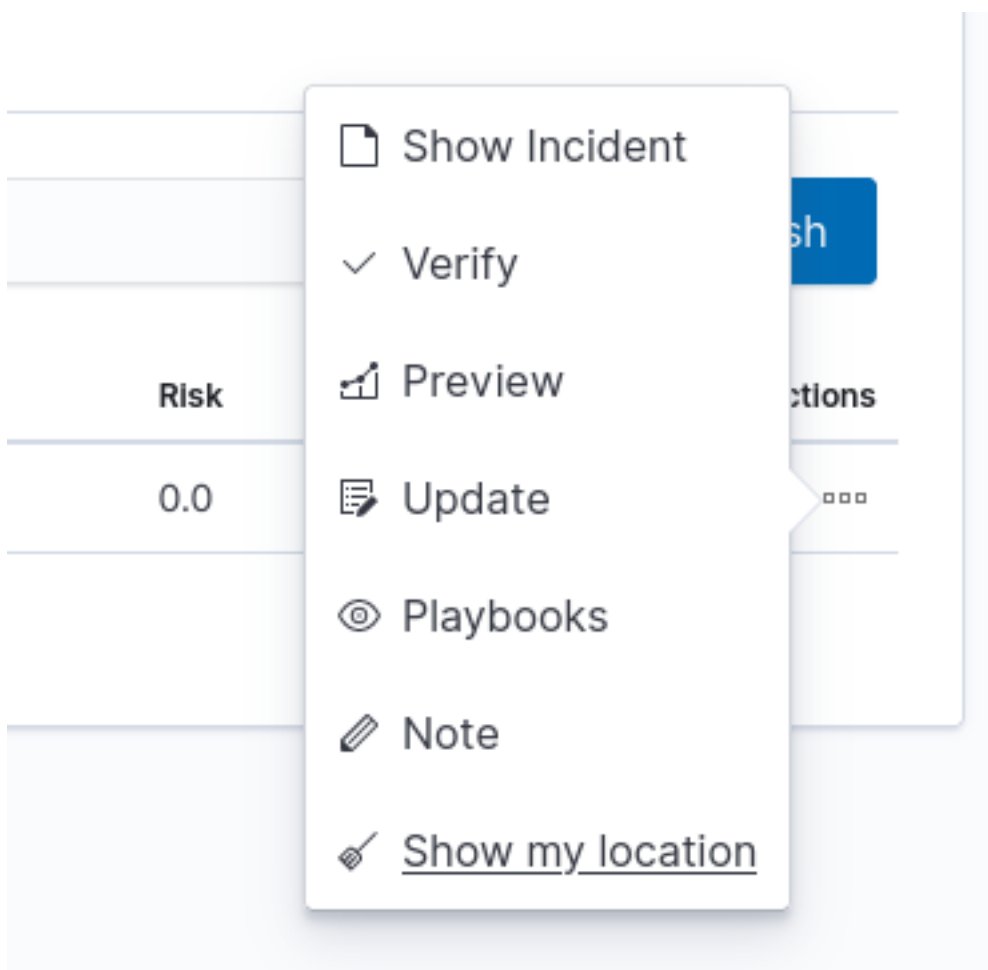 Show Incident
Verify
Risk
Preview
0.0
Update
Playbooks
Note
Show my location